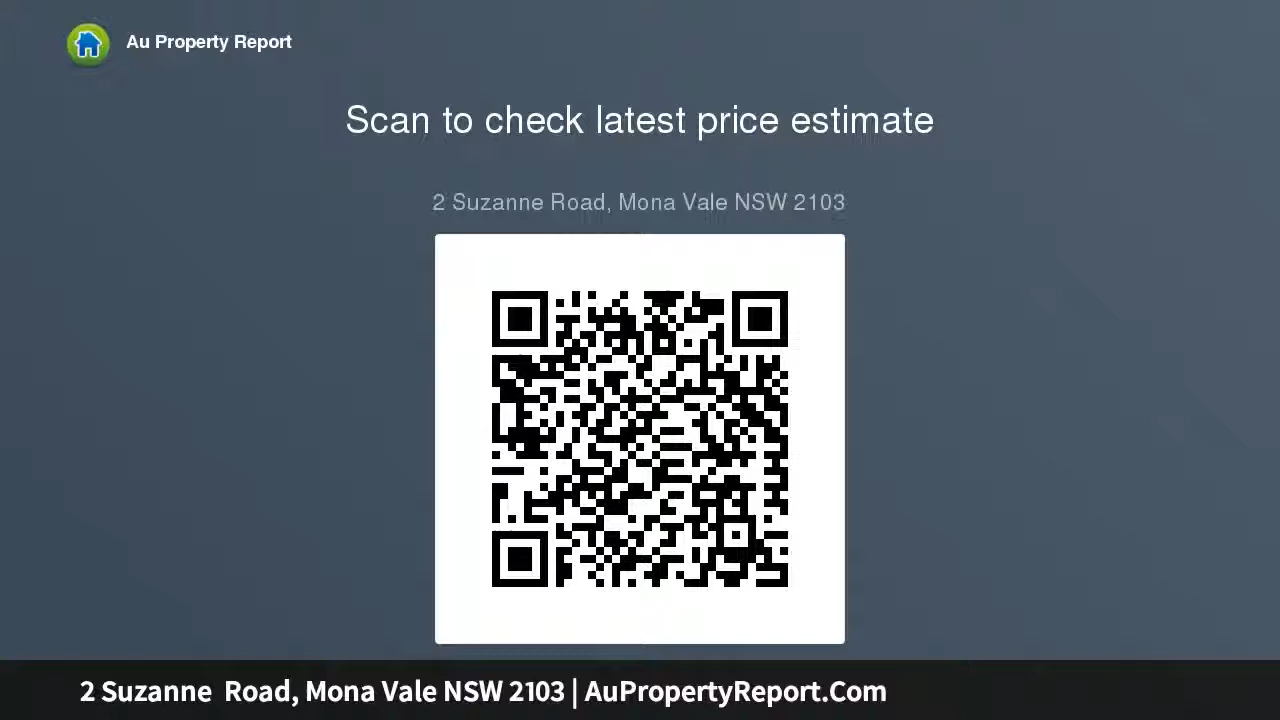 Au Property Report
Scan to check latest price estimate
2 Suzanne Road, Mona Vale NSW 2103
2 Suzanne  Road, Mona Vale NSW 2103 | AuPropertyReport.Com